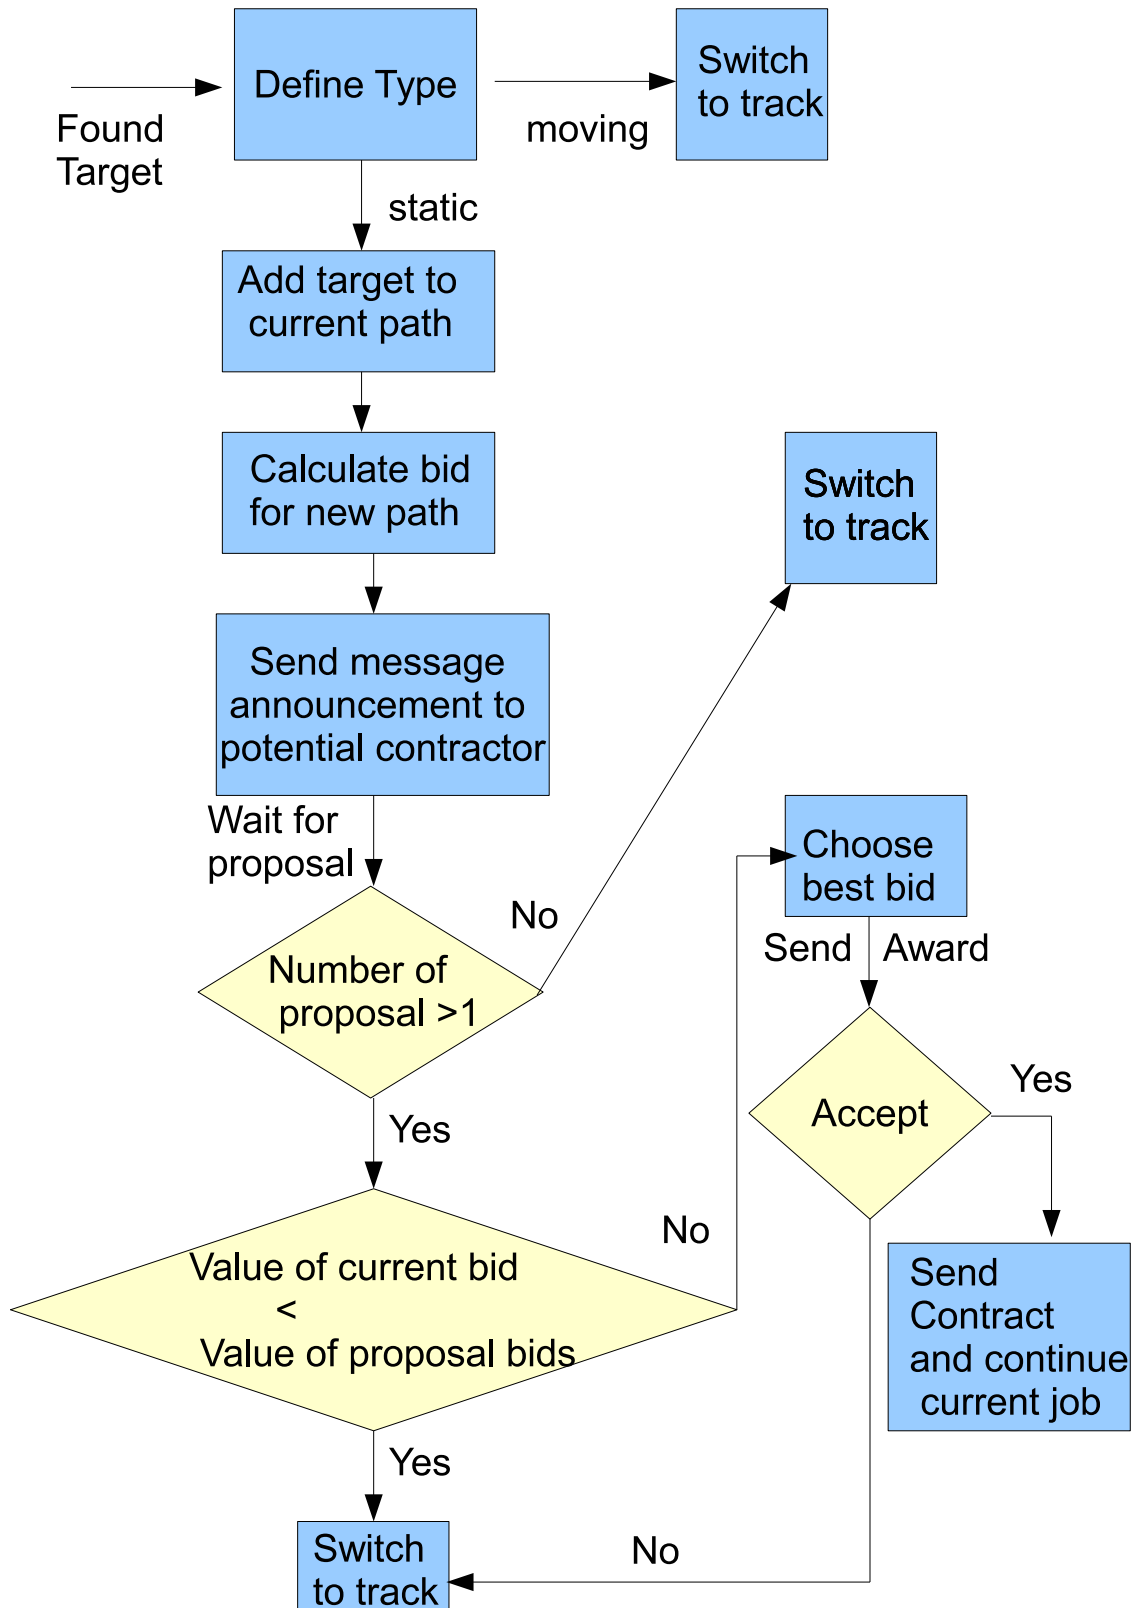 Found
Target
Define Type
moving
Switch
to track
static
Add target to
current path
Calculate bid
for new path
Switch
to track
Send message
announcement to
potential contractor
Wait for
proposal
No
Number of
proposal >1
Choose
best bid
Send Award
Accept
Yes
Yes
No
Value of current bid
<
Value of proposal bids
Send
Contract
and continue
current job
Yes
No
Switch
to track